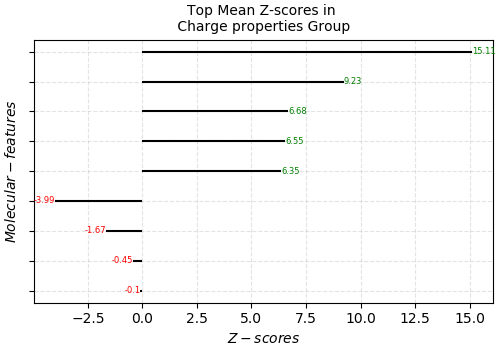 Top Mean Z-scores in
Charge properties Group
15.11
9.23
6.68
6.55
6.35
-3.99
-1.67
-0.45
-0.1
Molecular − features
−2.5 0.0 2.5 5.0 7.5 10.0 12.5 15.0
Z − scores